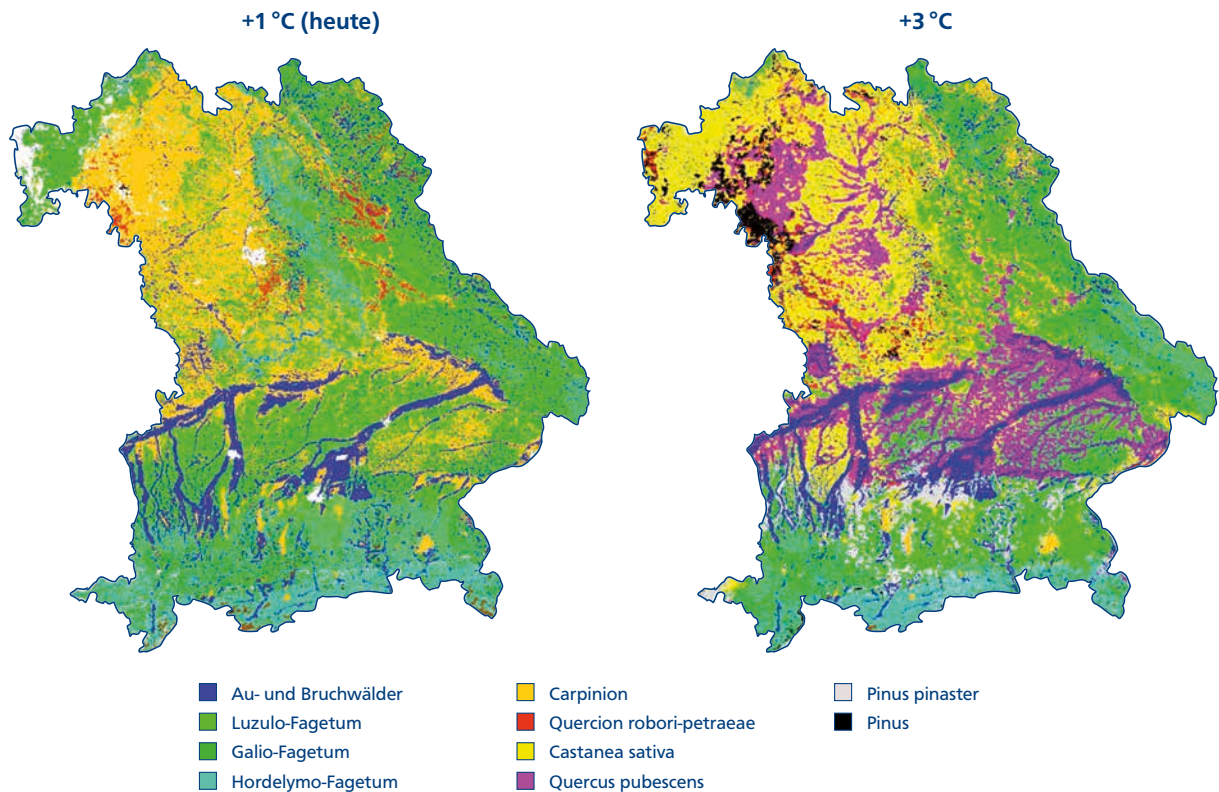 +1 °C (heute)
+3 °C
Au- und Bruchwälder
Luzulo-Fagetum
Galio-Fagetum
Hordelymo-Fagetum
Carpinion
Quercion robori-petraeae
Castanea sativa
Quercus pubescens
Pinus pinaster
Pinus